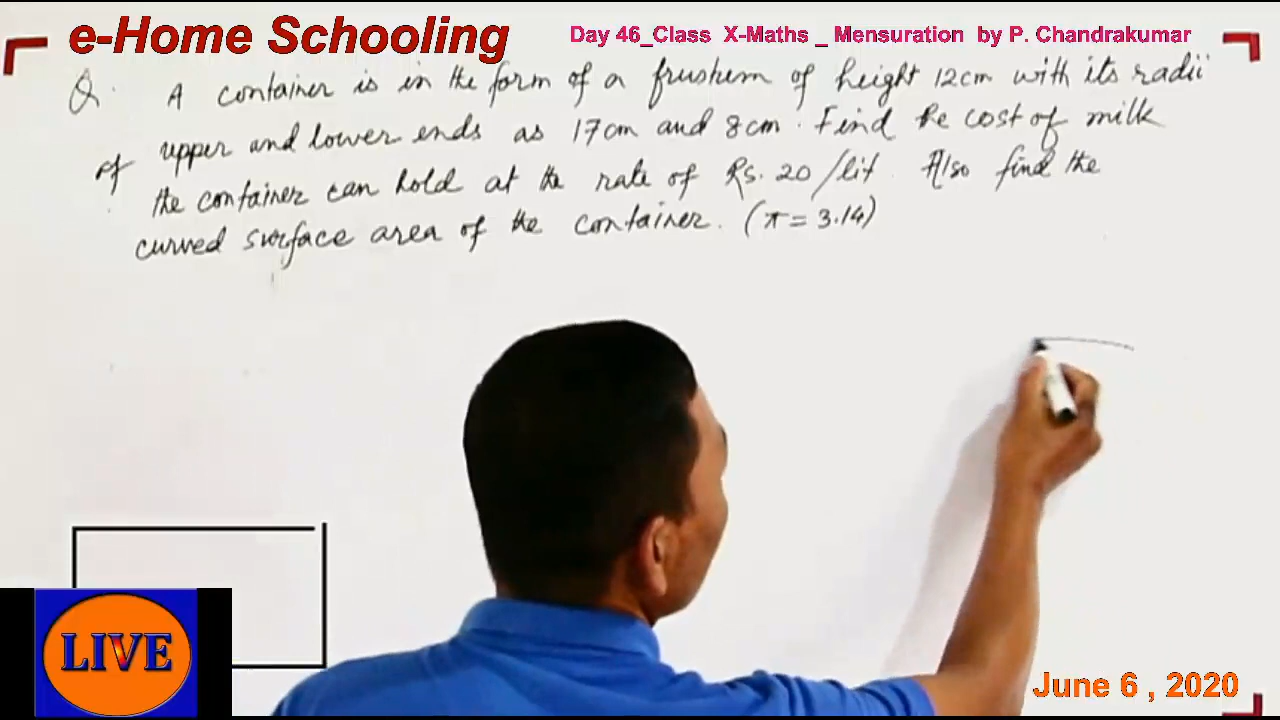 e-Home Schooling
Day 46_Class X-Maths _ Mensuration by P. Chandrakumar
Q. A container is in the form of a frustum of height 12cm with its radii
of upper and lower ends as 17cm and 8cm. Find the cost of milk
the container can hold at the rate of Rs. 20/lit. Also find the
curved surface area of the container. (π = 3.14)
LIVE
June 6 , 2020